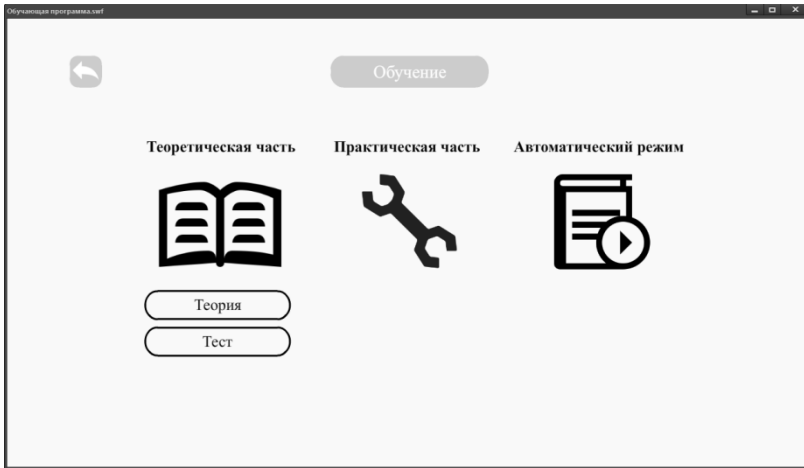 Обучающая программа.swf
Обучение
Теоретическая часть
Практическая часть
Автоматический режим
Теория
Тест